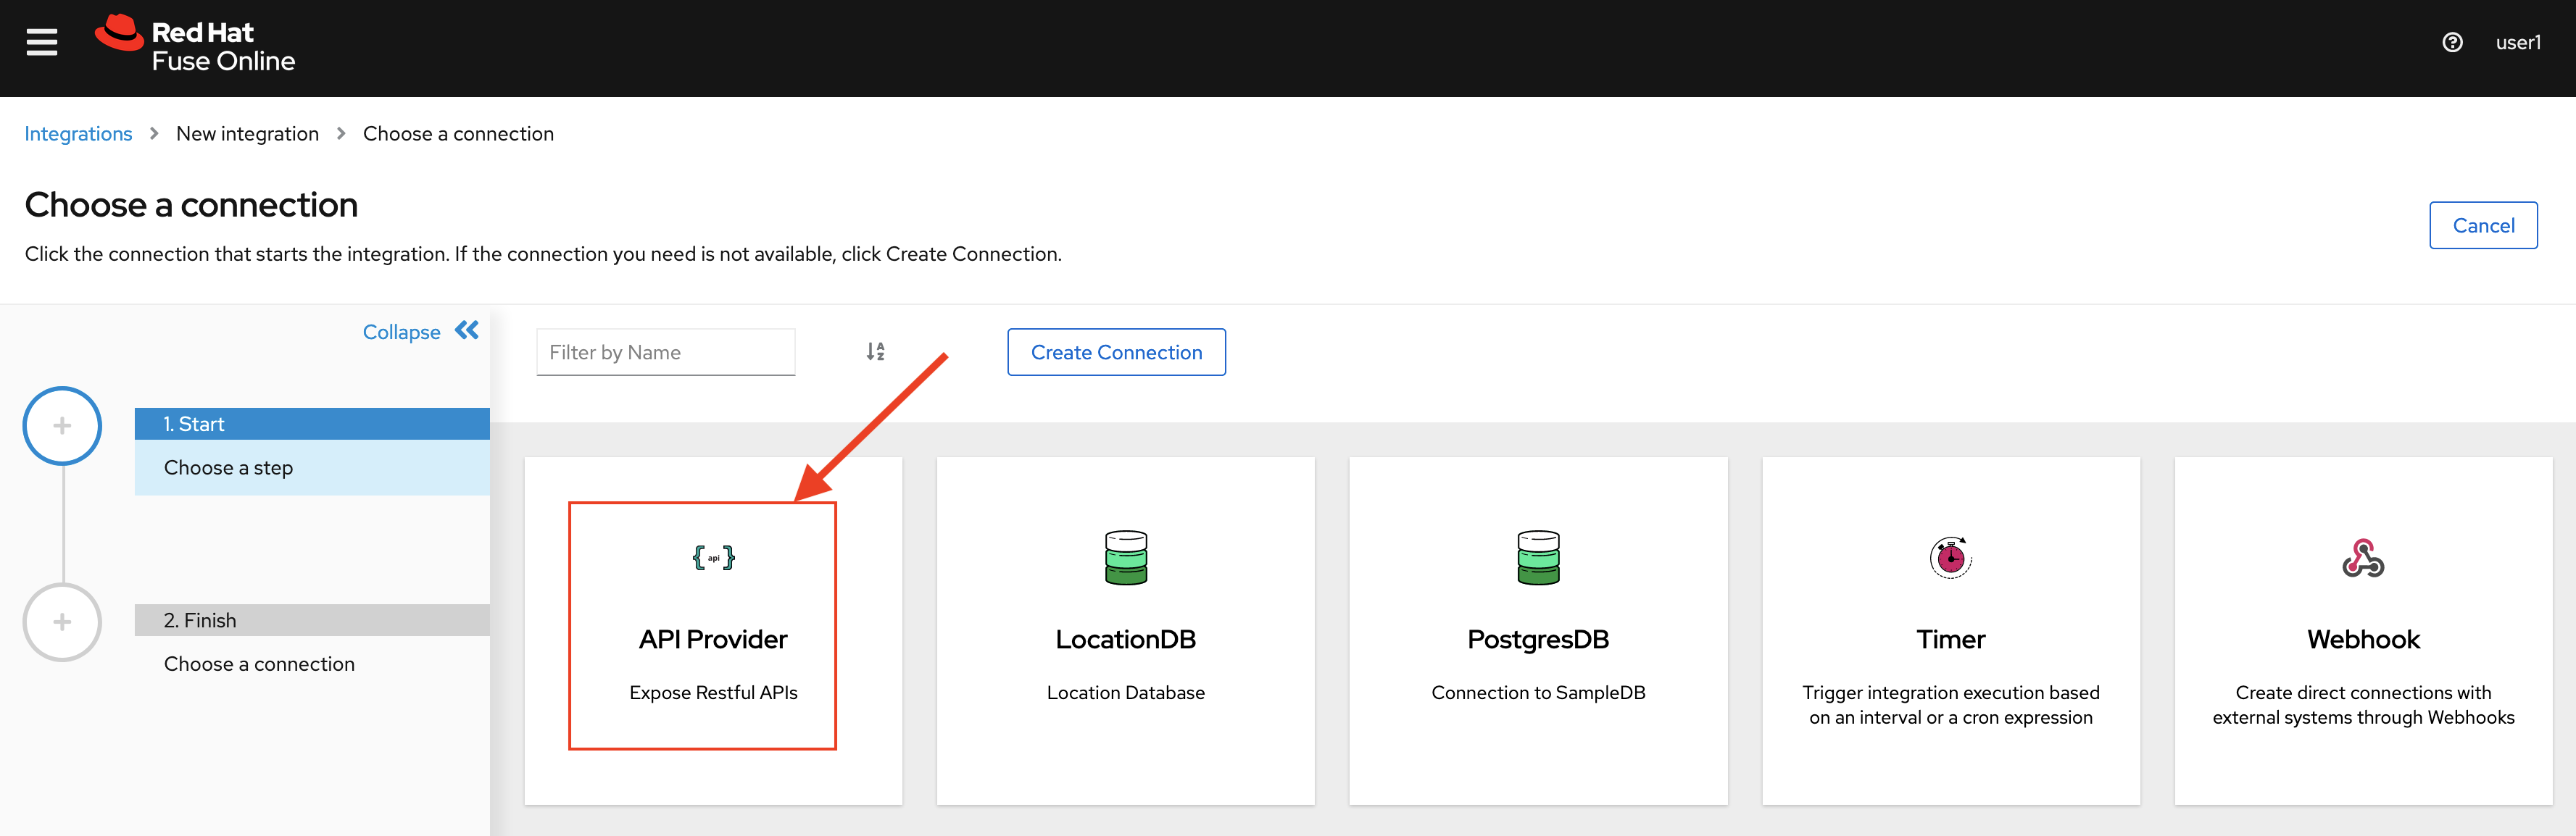 Red Hat
Fuse Online
user1
Integrations > New integration > Choose a connection
Choose a connection
Click the connection that starts the integration. If the connection you need is not available, click Create Connection.
Cancel
Collapse
1. Start
Choose a step
2. Finish
Choose a connection
Filter by Name
Create Connection
api
API Provider
Expose Restful APIs
LocationDB
Location Database
PostgresDB
Connection to SampleDB
Timer
Trigger integration execution based
on an interval or a cron expression
Webhook
Create direct connections with
external systems through Webhooks